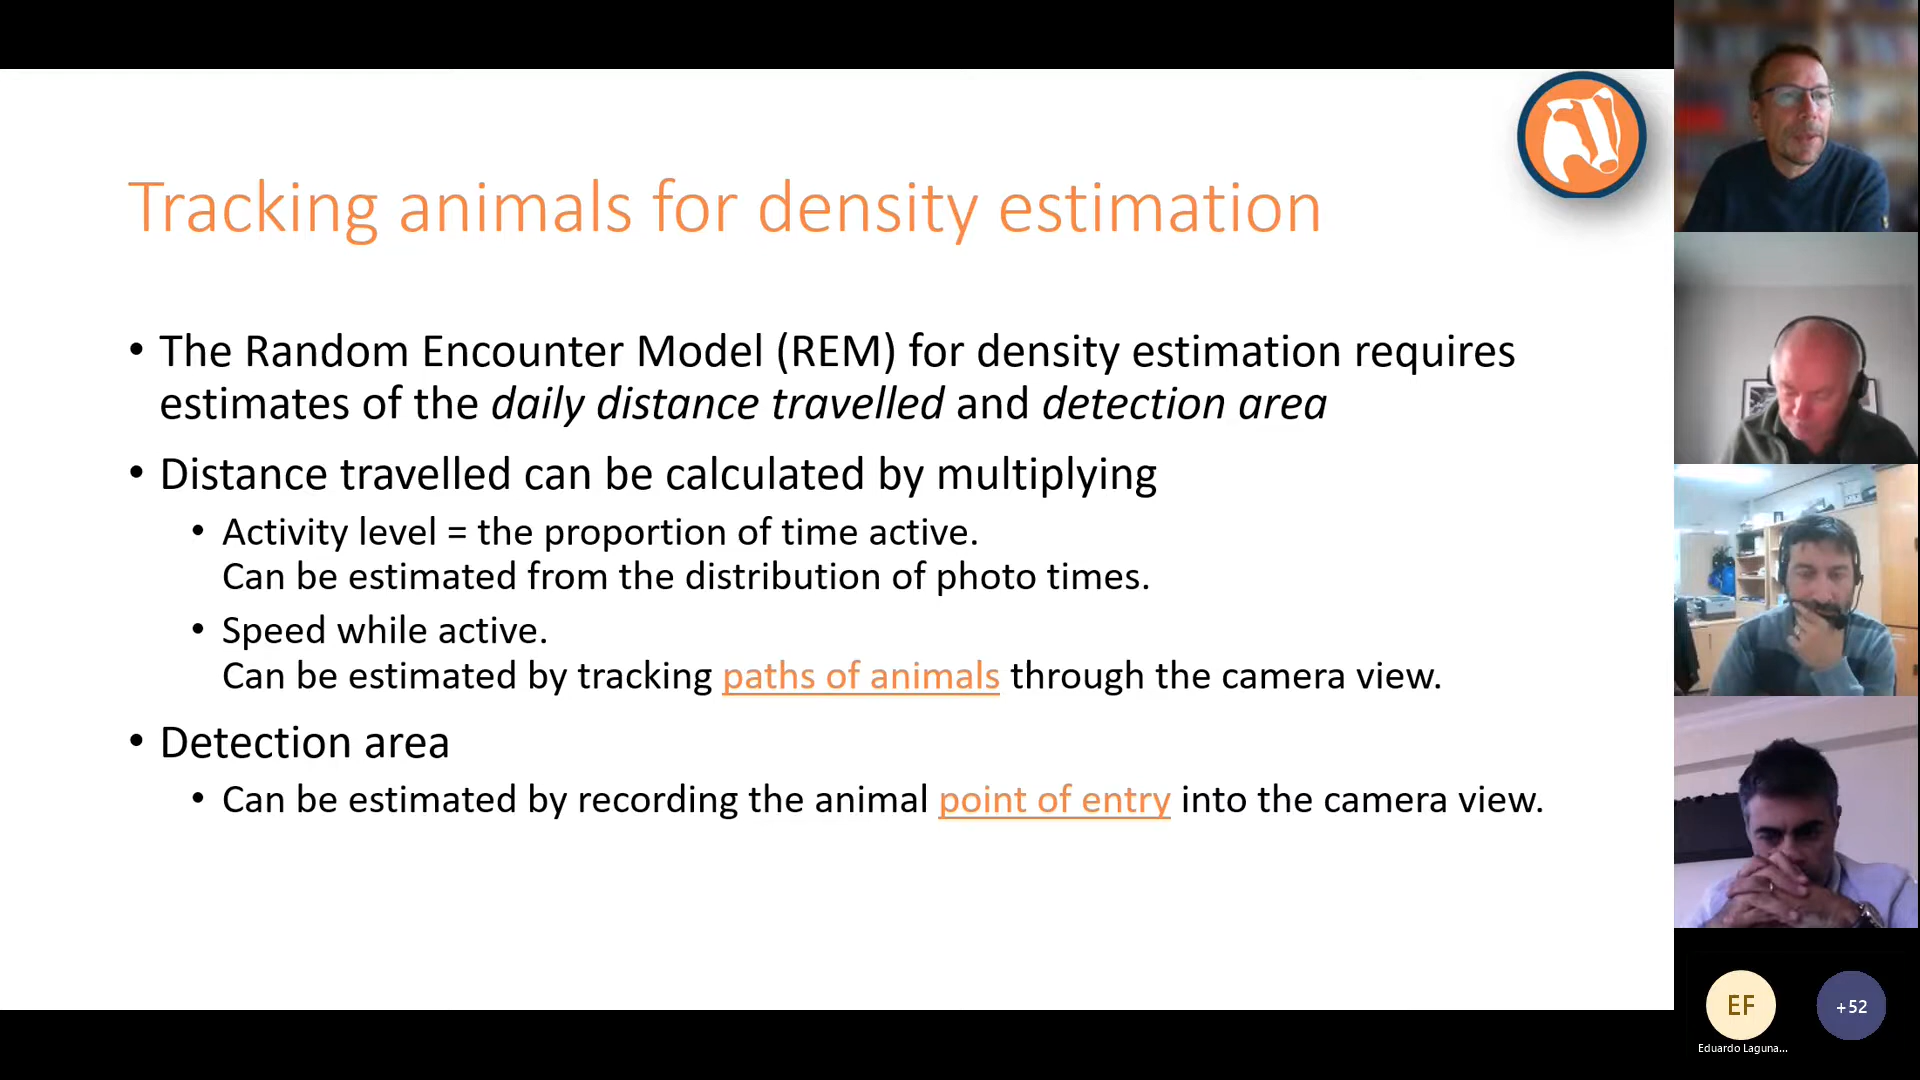 Tracking animals for density estimation
• The Random Encounter Model (REM) for density estimation requires
estimates of the daily distance travelled and detection area
• Distance travelled can be calculated by multiplying
• Activity level = the proportion of time active.
Can be estimated from the distribution of photo times.
• Speed while active.
Can be estimated by tracking paths of animals through the camera view.
• Detection area
• Can be estimated by recording the animal point of entry into the camera view.
EF
+52
Eduardo Laguna...